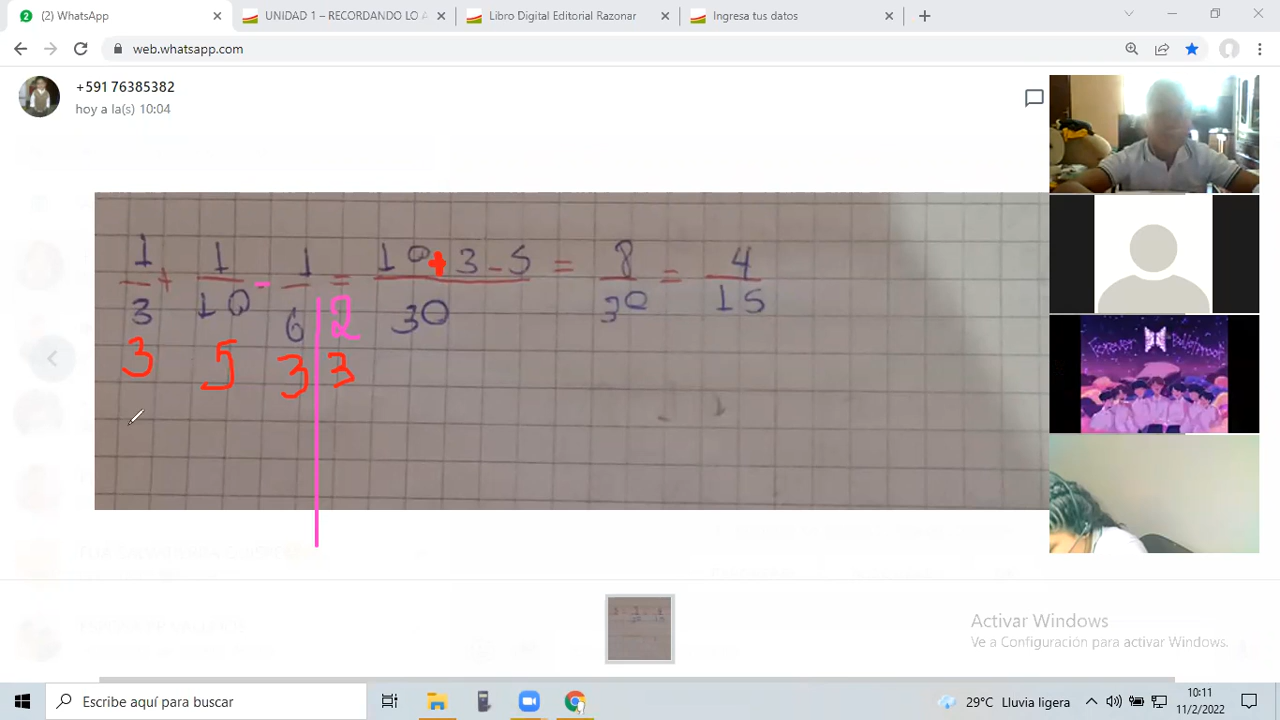 (2) WhatsApp
UNIDAD 1 – RECORDANDO LO A
Libro Digital Editorial Razonar
Ingresa tus datos
web.whatsapp.com
+591 76385382
hoy a la(s) 10:04
1/3 + 1/10 - 1/6 = 10+3-5/30 = 8/30 = 4/15
2
3 5 3 3
Forever
Activar Windows
Ve a Configuración para activar Windows.
Escribe aquí para buscar
29°C Lluvia ligera
10:11
11/2/2022